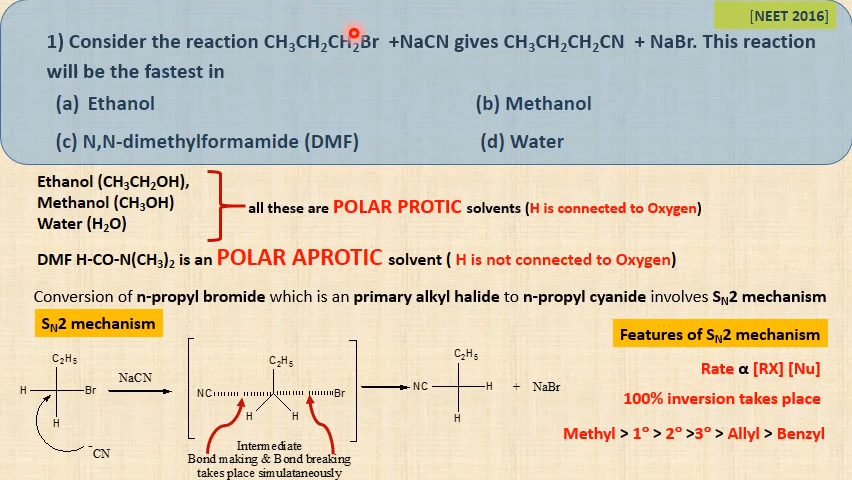 [NEET 2016]
1) Consider the reaction CH₃CH₂CH₂Br +NaCN gives CH₃CH₂CH₂CN + NaBr. This reaction
will be the fastest in
(a) Ethanol (b) Methanol
(c) N,N-dimethylformamide (DMF) (d) Water
Ethanol (CH₃CH₂OH),
Methanol (CH₃OH)
Water (H₂O)
all these are POLAR PROTIC solvents (H is connected to Oxygen)
DMF H-CO-N(CH₃)₂ is an POLAR APROTIC solvent ( H is not connected to Oxygen)
Conversion of n-propyl bromide which is an primary alkyl halide to n-propyl cyanide involves Sₙ2 mechanism
Sₙ2 mechanism
C₂H₅
H Br
H
⁻CN
NaCN
C₂H₅
NC Br
H H
Intermediate
Bond making & Bond breaking
takes place simulataneously
C₂H₅
NC H
H
+ NaBr
Features of Sₙ2 mechanism
Rate α [RX] [Nu]
100% inversion takes place
Methyl > 1° > 2° >3° > Allyl > Benzyl